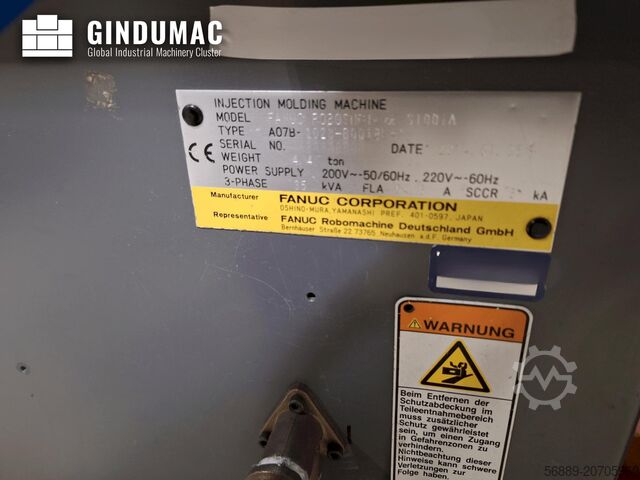 GINDUMAC
Global Industrial Machinery Cluster
INJECTION MOLDING MACHINE
MODEL FANUC ROBOSHOT α
TYPE A07B-
SERIAL NO. DATE
WEIGHT ton
POWER SUPPLY 200V~50/60Hz . 220V~60Hz
3-PHASE kVA FLA A SCCR kA
Manufacturer FANUC CORPORATION
OSHINO-MURA, YAMANASHI PREF. 401-0597, JAPAN
Representative FANUC Robomachine Deutschland GmbH
Bernhäuser Straße 22 73765 Neuhausen a.d.F. Germany
WARNUNG
Beim Entfernen der
Schutzabdeckung im
Teileentnahmebereich
muss zusätzlicher
Schutz gewährleistet
sein, um einen Zugang
in Gefahrenzonen zu
verhindern.
Nichtbeachtung dieser
Hinweise kann schwere
Verletzungen zur
Folge haben.